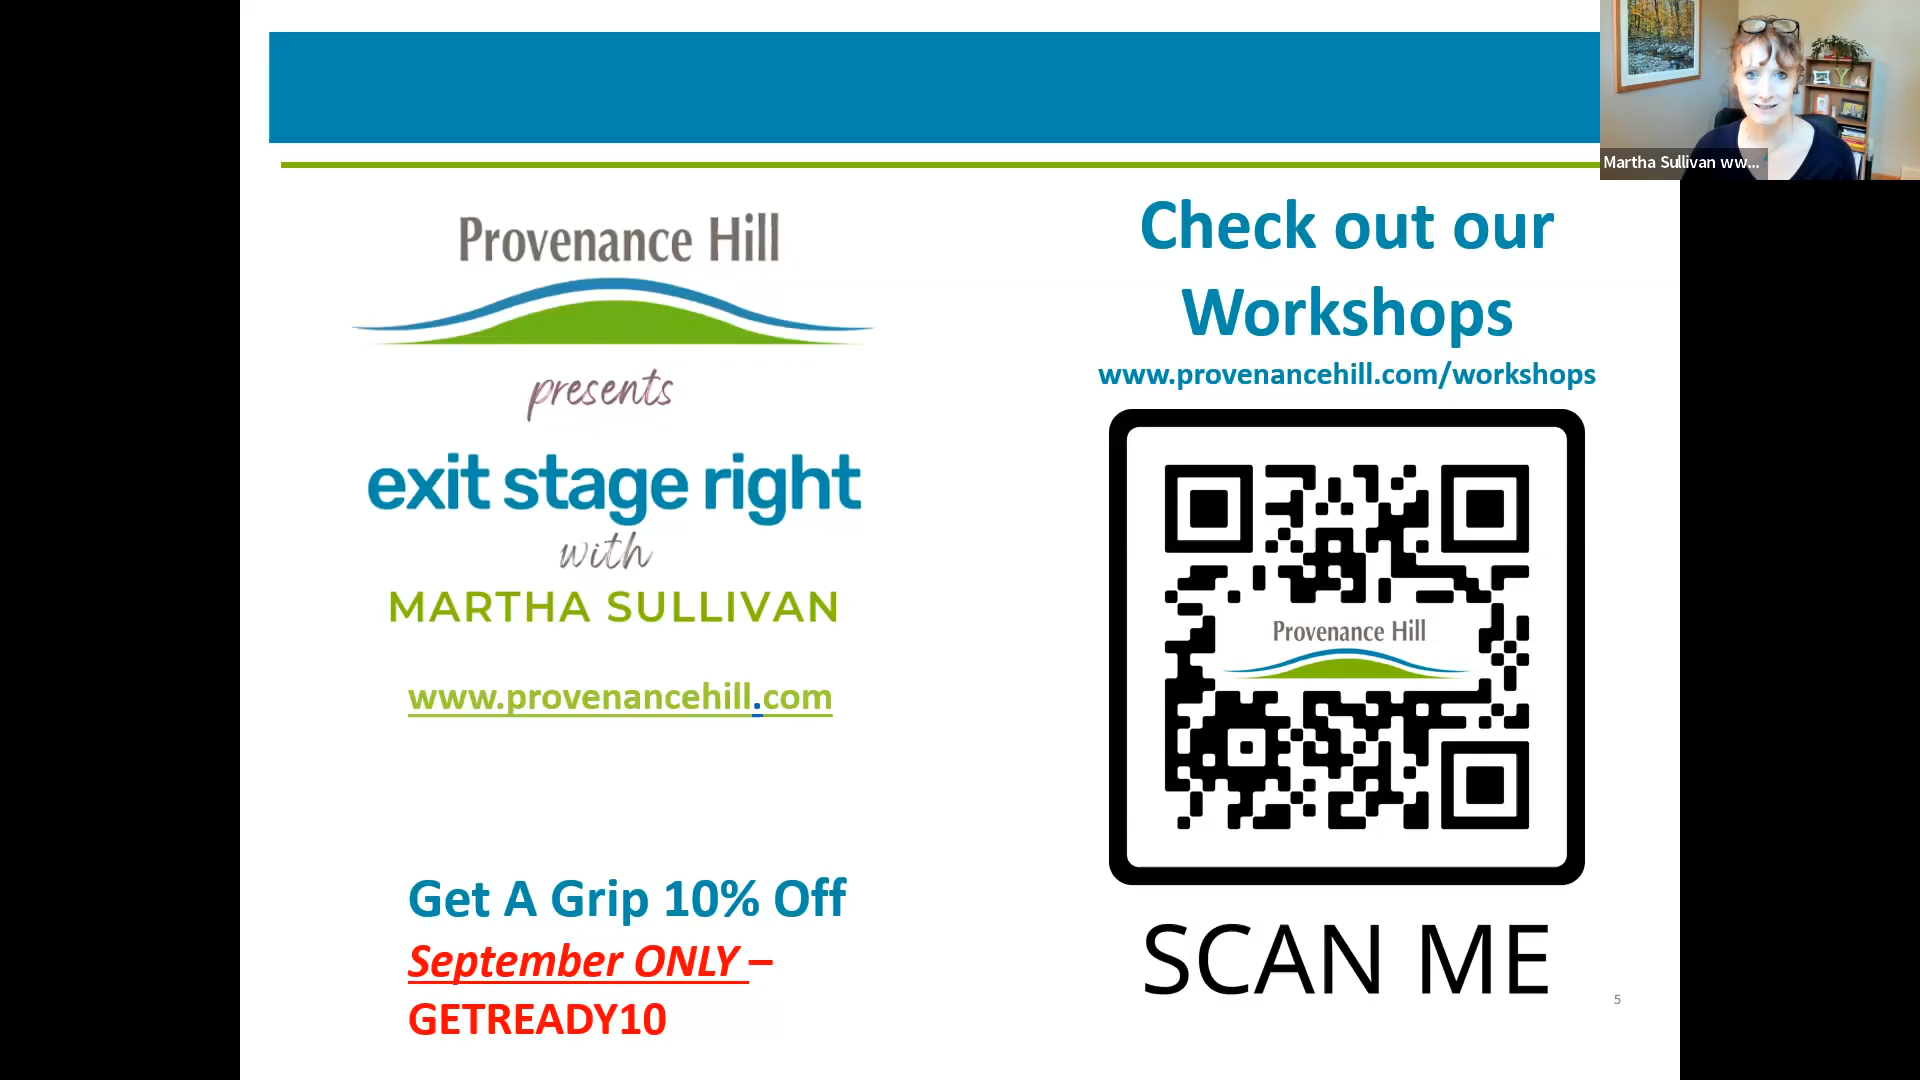 Martha Sullivan ww...
Provenance Hill
presents
exit stage right
with
MARTHA SULLIVAN
www.provenancehill.com
Get A Grip 10% Off
September ONLY –
GETREADY10
Check out our
Workshops
www.provenancehill.com/workshops
Provenance Hill
SCAN ME
5